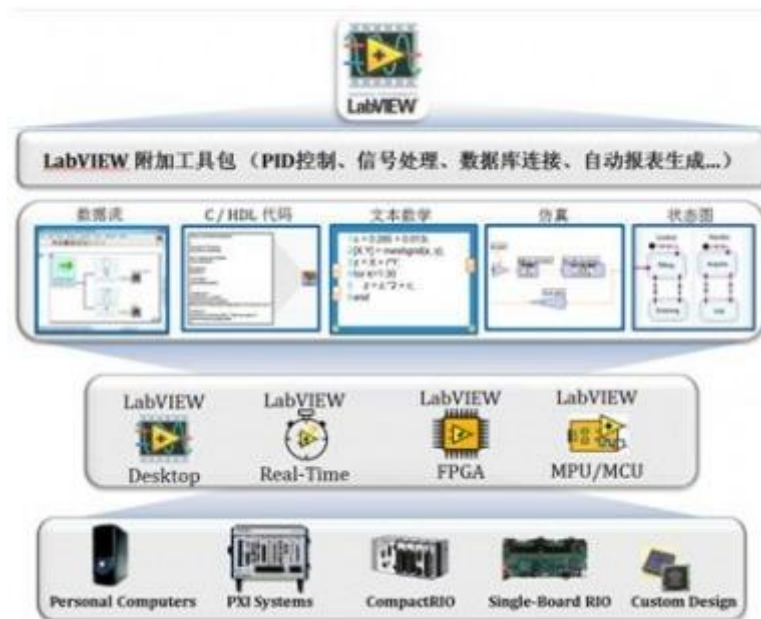 LabVIEW
LabVIEW 附加工具包 (PID控制、信号处理、数据库连接、自动报表生成...)
数据流
C / HDL 代码
文本数学
仿真
状态图
end
LabVIEW
Desktop
LabVIEW
Real-Time
LabVIEW
FPGA
LabVIEW
MPU/MCU
Personal Computers
PXI Systems
CompactRIO
Single-Board RIO
Custom Design